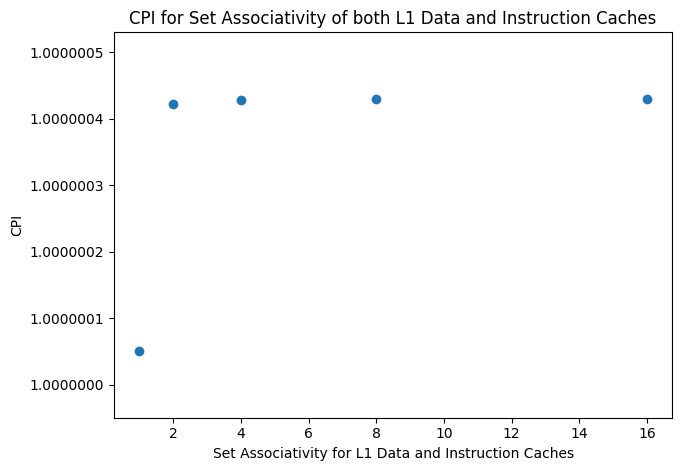 CPI for Set Associativity of both L1 Data and Instruction Caches
1.0000005
1.0000004
1.0000003
1.0000002
1.0000001
1.0000000
CPI
2 4 6 8 10 12 14 16
Set Associativity for L1 Data and Instruction Caches